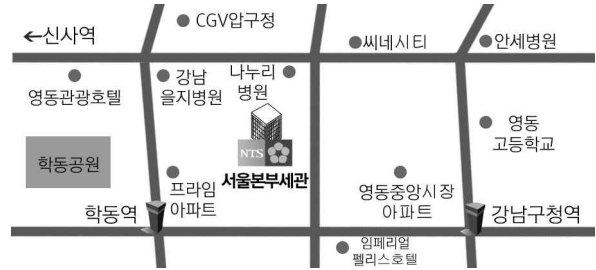 CGV압구정
←신사역
씨네시티
안세병원
영동관광호텔
강남
을지병원
나누리
병원
영동
고등학교
NTS
학동공원
프라임
아파트
서울본부세관
영동중앙시장
아파트
학동역
강남구청역
임페리얼
펠리스호텔